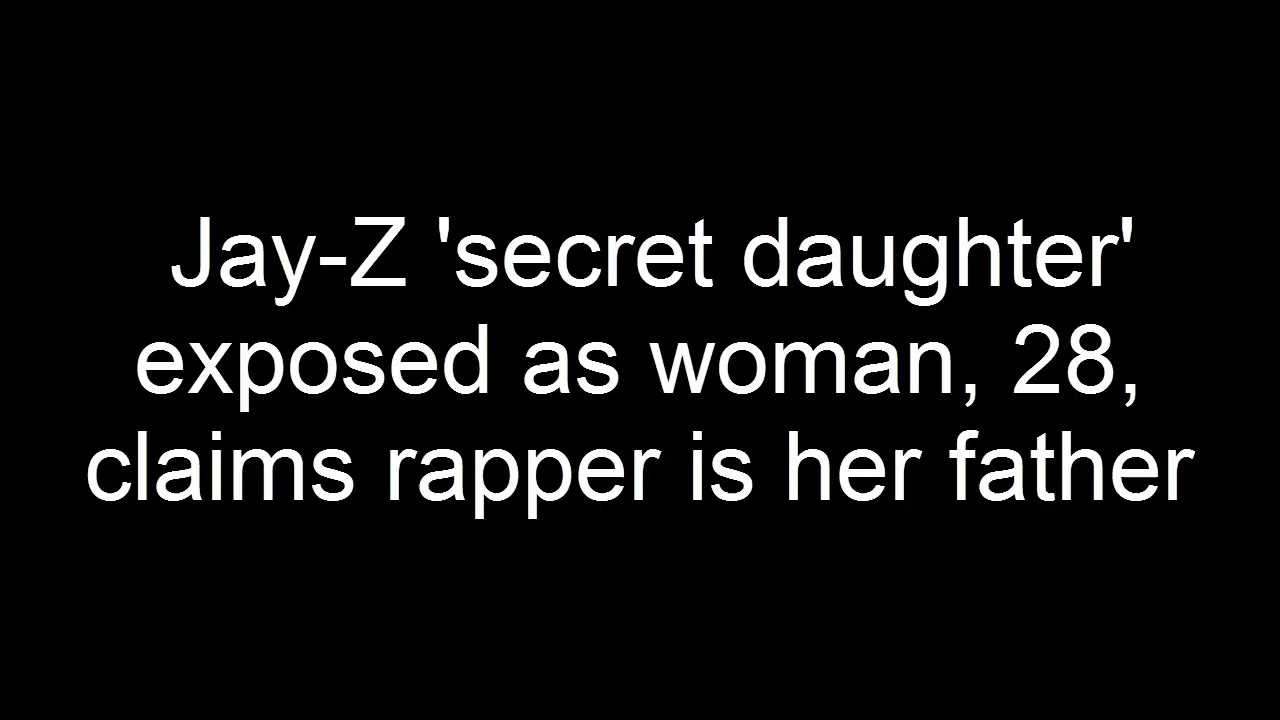 Jay-Z 'secret daughter'
exposed as woman, 28,
claims rapper is her father